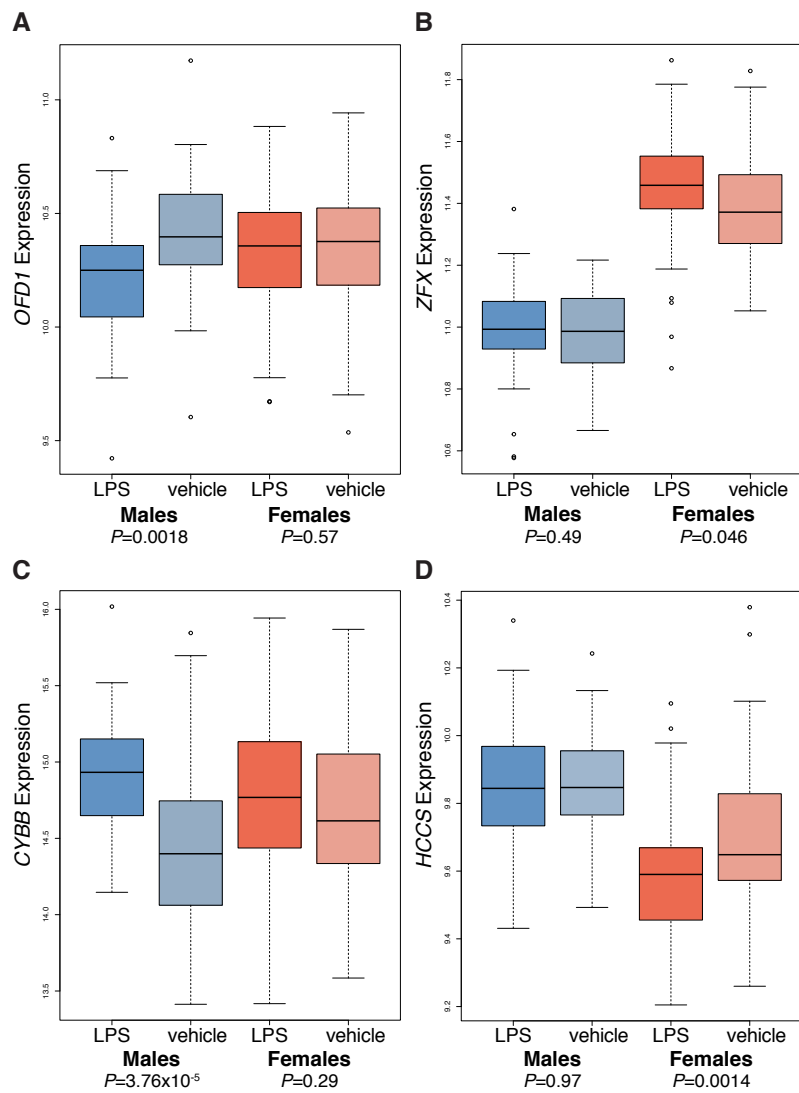 A
B
OFD1 Expression
11.0
10.5
10.0
9.5
LPS vehicle LPS vehicle
Males Females
P=0.0018 P=0.57
ZFX Expression
11.8
11.6
11.4
11.2
11.0
10.8
10.6
LPS vehicle LPS vehicle
Males Females
P=0.49 P=0.046
C
D
CYBB Expression
16.0
15.5
15.0
14.5
14.0
13.5
LPS vehicle LPS vehicle
Males Females
P=3.76x10⁻⁵ P=0.29
HCCS Expression
10.4
10.2
10.0
9.8
9.6
9.4
9.2
LPS vehicle LPS vehicle
Males Females
P=0.97 P=0.0014